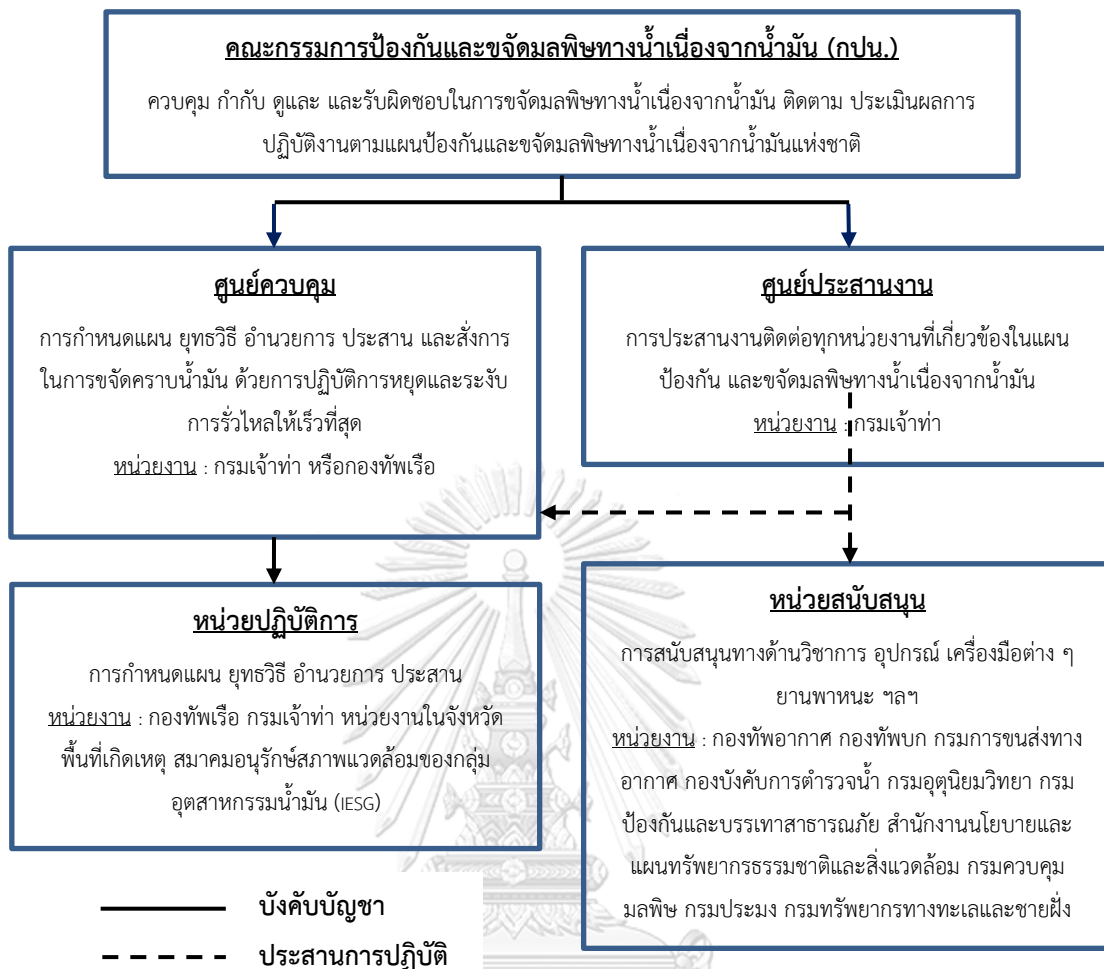 คณะกรรมการป้องกันและขจัดมลพิษทางน้ำเนื่องจากน้ำมัน (กปน.)
ควบคุม กำกับ ดูและ และรับผิดชอบในการขจัดมลพิษทางน้ำเนื่องจากน้ำมัน ติดตาม ประเมินผลการ
ปฏิบัติงานตามแผนป้องกันและขจัดมลพิษทางน้ำเนื่องจากน้ำมันแห่งชาติ
ศูนย์ควบคุม
การกำหนดแผน ยุทธวิธี อำนวยการ ประสาน และสั่งการ
ในการขจัดคราบน้ำมัน ด้วยการปฏิบัติการหยุดและระงับ
การรั่วไหลให้เร็วที่สุด
หน่วยงาน : กรมเจ้าท่า หรือกองทัพเรือ
ศูนย์ประสานงาน
การประสานงานติดต่อทุกหน่วยงานที่เกี่ยวข้องในแผน
ป้องกัน และขจัดมลพิษทางน้ำเนื่องจากน้ำมัน
หน่วยงาน : กรมเจ้าท่า
หน่วยปฏิบัติการ
การกำหนดแผน ยุทธวิธี อำนวยการ ประสาน
หน่วยงาน : กองทัพเรือ กรมเจ้าท่า หน่วยงานในจังหวัด
พื้นที่เกิดเหตุ สมาคมอนุรักษ์สภาพแวดล้อมของกลุ่ม
อุตสาหกรรมน้ำมัน (IESG)
หน่วยสนับสนุน
การสนับสนุนทางด้านวิชาการ อุปกรณ์ เครื่องมือต่าง ๆ
ยานพาหนะ ฯลฯ
หน่วยงาน : กองทัพอากาศ กองทัพบก กรมการขนส่งทาง
อากาศ กองบังคับการตำรวจน้ำ กรมอุตุนิยมวิทยา กรม
ป้องกันและบรรเทาสาธารณภัย สำนักงานนโยบายและ
แผนทรัพยากรธรรมชาติและสิ่งแวดล้อม กรมควบคุม
มลพิษ กรมประมง กรมทรัพยากรทางทะเลและชายฝั่ง
บังคับบัญชา
ประสานการปฏิบัติ